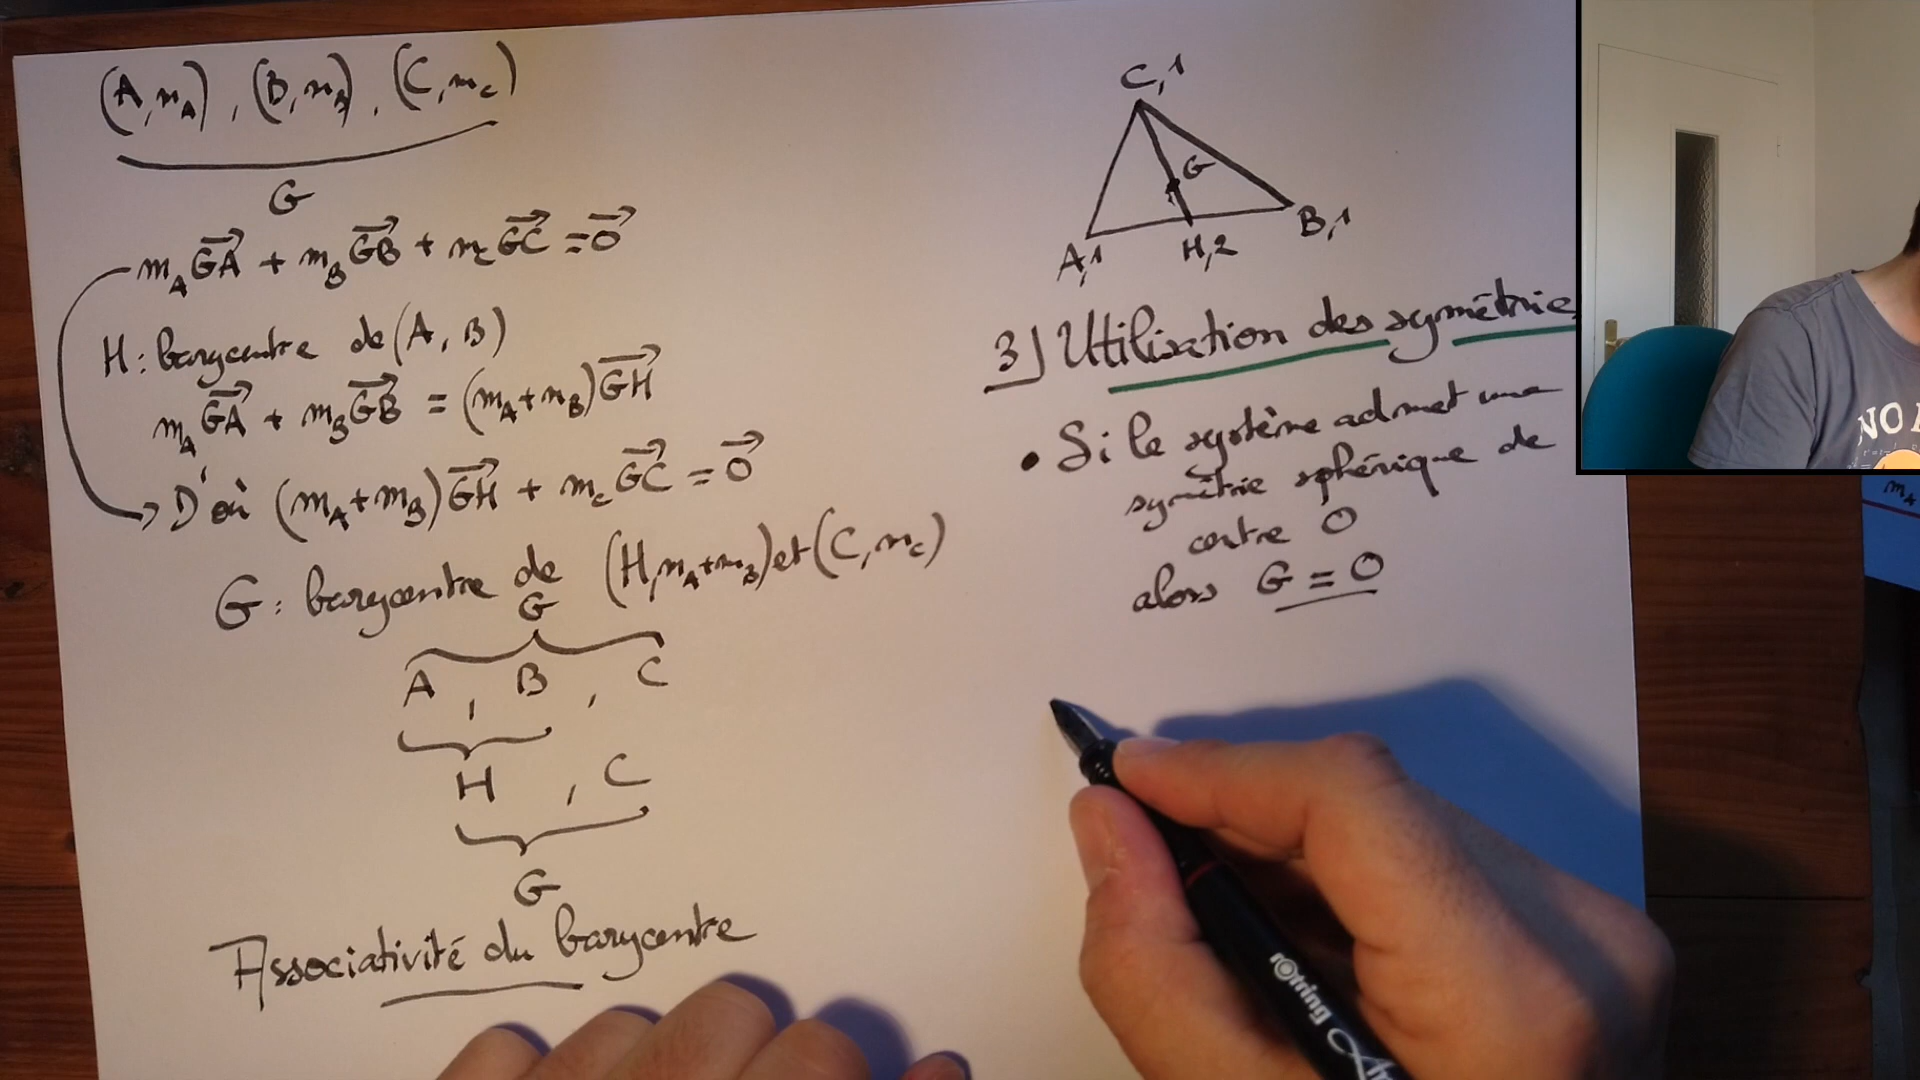 (A, m_A) , (B, m_B) , (C, m_C)
G
m_A GA + m_B GB + m_C GC = 0
H : barycentre de (A, B)
m_A GA + m_B GB = (m_A + m_B) GH
D'où (m_A + m_B) GH + m_C GC = 0
G : barycentre de (H, m_A + m_B) et (C, m_C)
G
A , B , C
H , C
G
Associativité du barycentre
C,1
G
A,1
H,2
B,1
3) Utilisation des symétries
• Si le système admet une
symétrie sphérique de
centre O
alors G = O
rOtring
NO
m_A